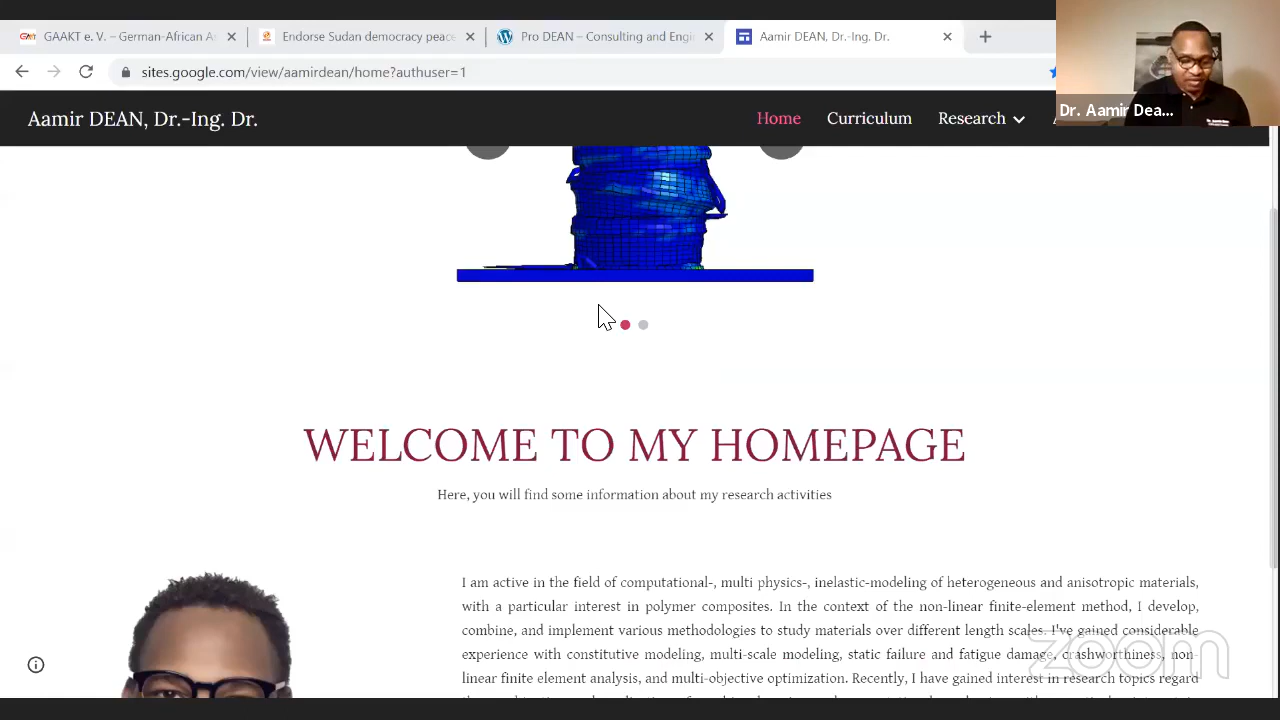 GAAKT e. V. – German-African As
Endorse Sudan democracy peace
Pro DEAN – Consulting and Engi
Aamir DEAN, Dr.-Ing. Dr.
sites.google.com/view/aamirdean/home?authuser=1
Dr. Aamir Dea...
Aamir DEAN, Dr.-Ing. Dr.
Home
Curriculum
Research
WELCOME TO MY HOMEPAGE
Here, you will find some information about my research activities
I am active in the field of computational-, multi physics-, inelastic-modeling of heterogeneous and anisotropic materials,
with a particular interest in polymer composites. In the context of the non-linear finite-element method, I develop,
combine, and implement various methodologies to study materials over different length scales. I've gained considerable
experience with constitutive modeling, multi-scale modeling, static failure and fatigue damage, crashworthiness, non-
linear finite element analysis, and multi-objective optimization. Recently, I have gained interest in research topics regard
zoom